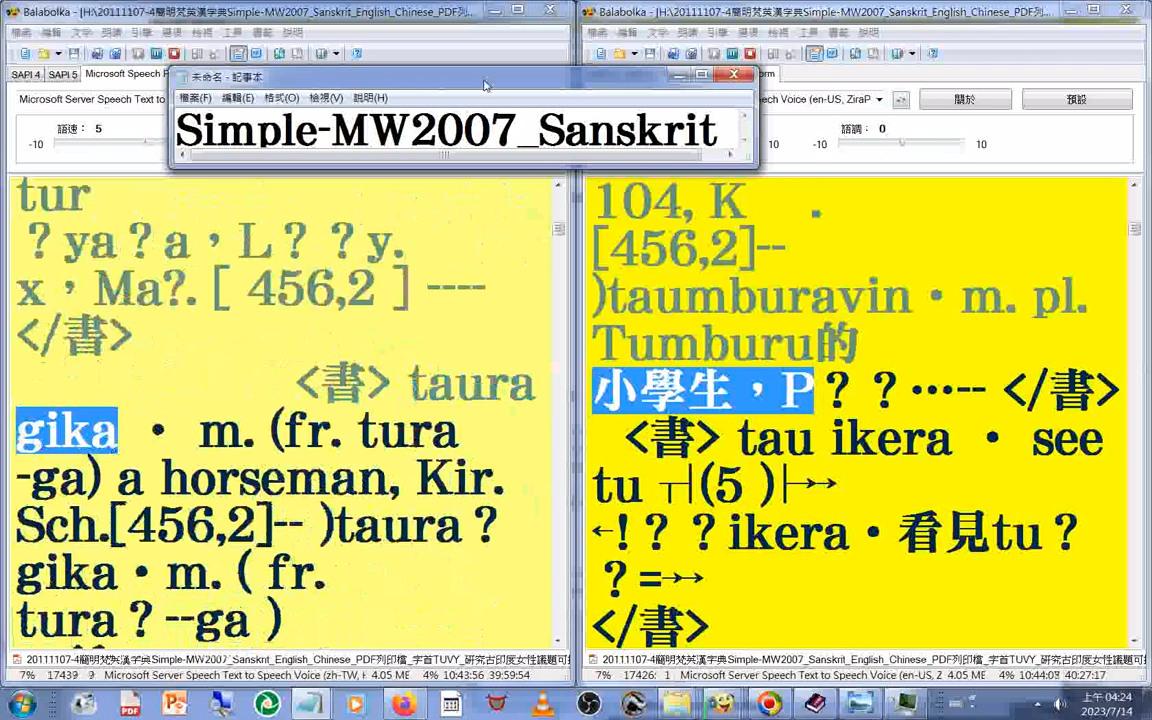 Balabolka - [H:\20111107-4簡明梵英漢字典Simple-MW2007_Sanskrit_English_Chinese_PDF列...
Balabolka - [H:\20111107-4簡明梵英漢字典Simple-MW2007_Sanskrit_English_Chinese_PDF列...
SAPI 4 SAPI 5 Microsoft Speech P
未命名 - 記事本
檔案(F) 編輯(E) 格式(O) 檢視(V) 說明(H)
Simple-MW2007_Sanskrit
Microsoft Server Speech Text to
ech Voice (en-US, ZiraP
關於 預設
語速： 5
-10
語調： 0
-10 10
tur
？ya？a，L？？y.
x，Ma?. [ 456,2 ] ----
</書>
<書> taura
gika • m. (fr. tura
-ga) a horseman, Kir.
Sch.[456,2]-- )taura？
gika • m. ( fr.
tura？--ga )
104, K .
[456,2]--
)taumburavin • m. pl.
Tumburu的
小學生，P？？…-- </書>
<書> tau ikera • see
tu ┬┤(5 )├→→
←!？？ikera • 看見tu？
？=→→
</書>
20111107-4簡明梵英漢字典Simple-MW2007_Sanskrit_English_Chinese_PDF列印檔_字首TUVY_研究古印度女性議題可
7% 17439 Microsoft Server Speech Text to Speech Voice (zh-TW, 4.05 ME 4% 10:43:56 39:59:54
20111107-4簡明梵英漢字典Simple-MW2007_Sanskrit_English_Chinese_PDF列印檔_字首TUVY_研究古印度女性議題可
7% 17426: Microsoft Server Speech Text to Speech Voice (en-US, 4.05 ME 4% 10:44:0 40:27:17
上午 04:24
2023/7/14